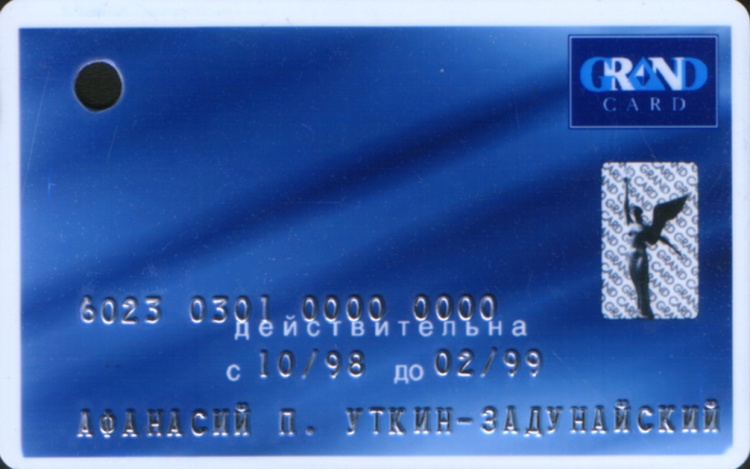 GRAND
CARD
6023 0301 0000 0000
действительна
с 10/98 до 02/99
АФАНАСИЙ П. УТКИН-ЗАДУНАЙСКИЙ